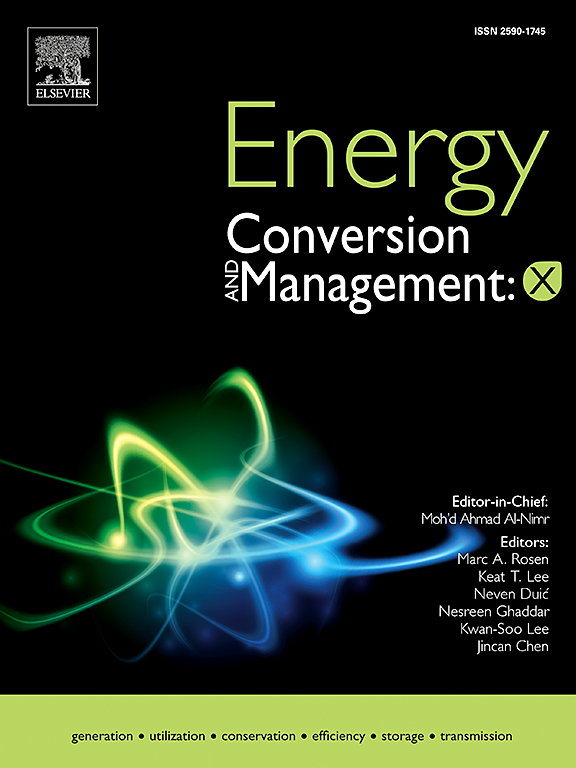 ISSN 2590-1745
ELSEVIER
Energy
Conversion
AND Management: X
Editor-in-Chief:
Moh'd Ahmad Al-Nimr
Editors:
Marc A. Rosen
Keat T. Lee
Neven Duić
Nesreen Ghaddar
Kwan-Soo Lee
Jincan Chen
generation • utilization • conservation • efficiency • storage • transmission